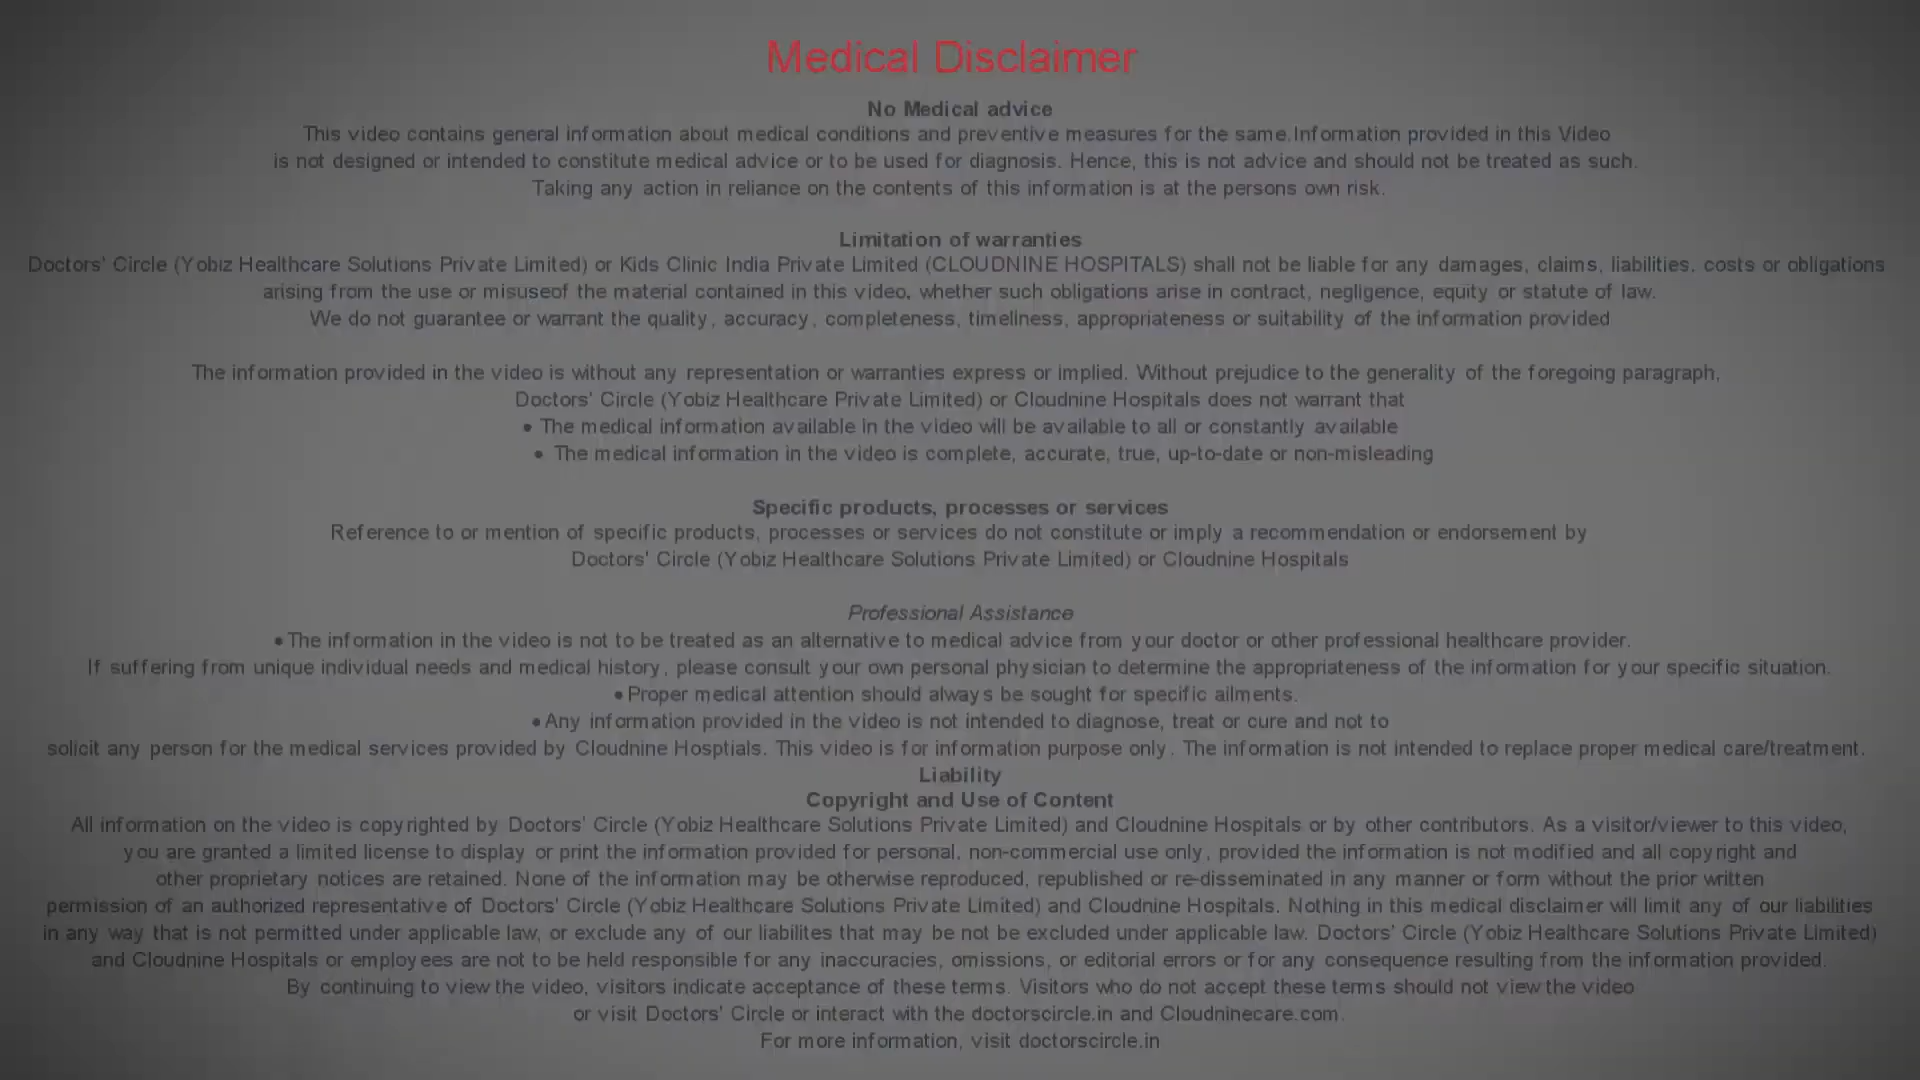 Medical Disclaimer
No Medical advice
This video contains general information about medical conditions and preventive measures for the same.Information provided in this Video
is not designed or intended to constitute medical advice or to be used for diagnosis. Hence, this is not advice and should not be treated as such.
Taking any action in reliance on the contents of this information is at the persons own risk.
Limitation of warranties
Doctors' Circle (Yobiz Healthcare Solutions Private Limited) or Kids Clinic India Private Limited (CLOUDNINE HOSPITALS) shall not be liable for any damages, claims, liabilities, costs or obligations
arising from the use or misuseof the material contained in this video, whether such obligations arise in contract, negligence, equity or statute of law.
We do not guarantee or warrant the quality, accuracy, completeness, timeliness, appropriateness or suitability of the information provided
The information provided in the video is without any representation or warranties express or implied. Without prejudice to the generality of the foregoing paragraph,
Doctors' Circle (Yobiz Healthcare Private Limited) or Cloudnine Hospitals does not warrant that
• The medical information available in the video will be available to all or constantly available
• The medical information in the video is complete, accurate, true, up-to-date or non-misleading
Specific products, processes or services
Reference to or mention of specific products, processes or services do not constitute or imply a recommendation or endorsement by
Doctors' Circle (Yobiz Healthcare Solutions Private Limited) or Cloudnine Hospitals
Professional Assistance
• The information in the video is not to be treated as an alternative to medical advice from your doctor or other professional healthcare provider.
If suffering from unique individual needs and medical history, please consult your own personal physician to determine the appropriateness of the information for your specific situation.
• Proper medical attention should always be sought for specific ailments.
• Any information provided in the video is not intended to diagnose, treat or cure and not to
solicit any person for the medical services provided by Cloudnine Hosptials. This video is for information purpose only. The information is not intended to replace proper medical care/treatment.
Liability
Copyright and Use of Content
All information on the video is copyrighted by Doctors' Circle (Yobiz Healthcare Solutions Private Limited) and Cloudnine Hospitals or by other contributors. As a visitor/viewer to this video,
you are granted a limited license to display or print the information provided for personal, non-commercial use only, provided the information is not modified and all copyright and
other proprietary notices are retained. None of the information may be otherwise reproduced, republished or re-disseminated in any manner or form without the prior written
permission of an authorized representative of Doctors' Circle (Yobiz Healthcare Solutions Private Limited) and Cloudnine Hospitals. Nothing in this medical disclaimer will limit any of our liabilities
in any way that is not permitted under applicable law, or exclude any of our liabilites that may be not be excluded under applicable law. Doctors' Circle (Yobiz Healthcare Solutions Private Limited)
and Cloudnine Hospitals or employees are not to be held responsible for any inaccuracies, omissions, or editorial errors or for any consequence resulting from the information provided.
By continuing to view the video, visitors indicate acceptance of these terms. Visitors who do not accept these terms should not view the video
or visit Doctors' Circle or interact with the doctorscircle.in and Cloudninecare.com.
For more information, visit doctorscircle.in